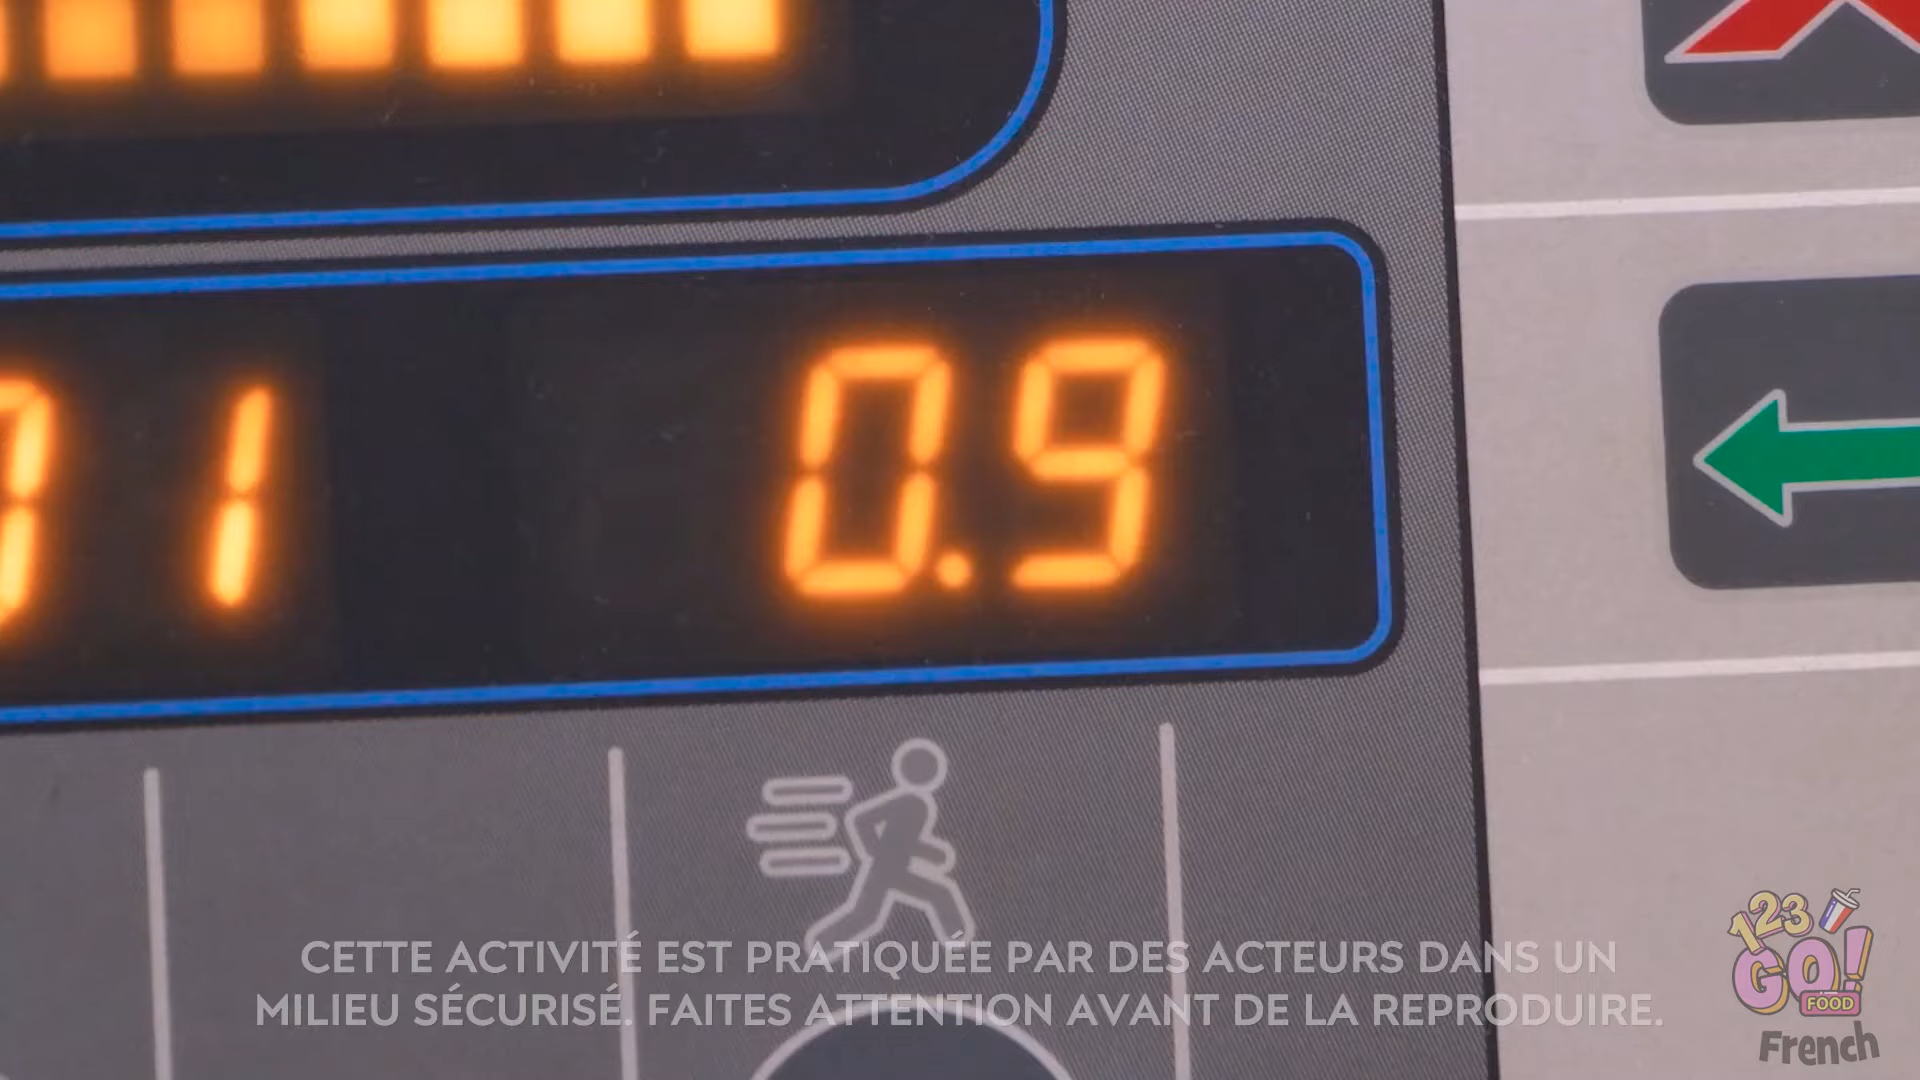 1
0.9
CETTE ACTIVITÉ EST PRATIQUÉE PAR DES ACTEURS DANS UN
MILIEU SÉCURISÉ. FAITES ATTENTION AVANT DE LA REPRODUIRE.
123
GO!
FOOD
French